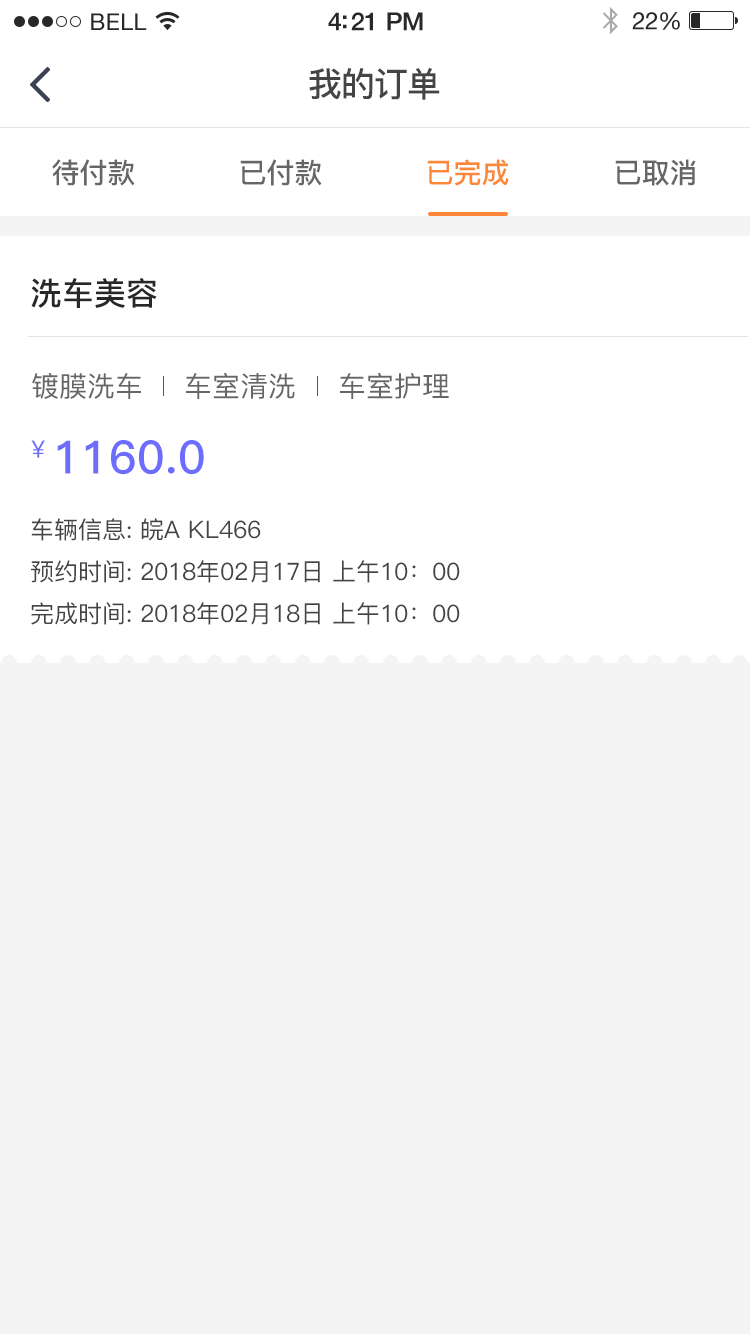 BELL 4:21 PM 22%
我的订单
待付款 已付款 已完成 已取消
洗车美容
镀膜洗车 | 车室清洗 | 车室护理
¥ 1160.0
车辆信息: 皖A KL466
预约时间: 2018年02月17日 上午10：00
完成时间: 2018年02月18日 上午10：00